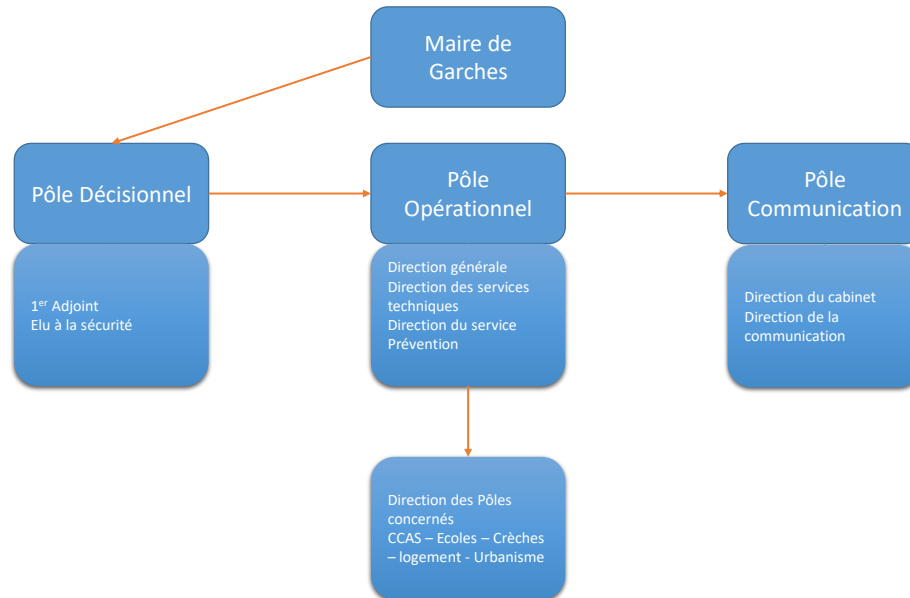 Maire de
Garches
Pôle Décisionnel
Pôle
Opérationnel
Pôle
Communication
1er Adjoint
Elu à la sécurité
Direction générale
Direction des services
techniques
Direction du service
Prévention
Direction du cabinet
Direction de la
communication
Direction des Pôles
concernés
CCAS – Ecoles – Crèches
– logement - Urbanisme